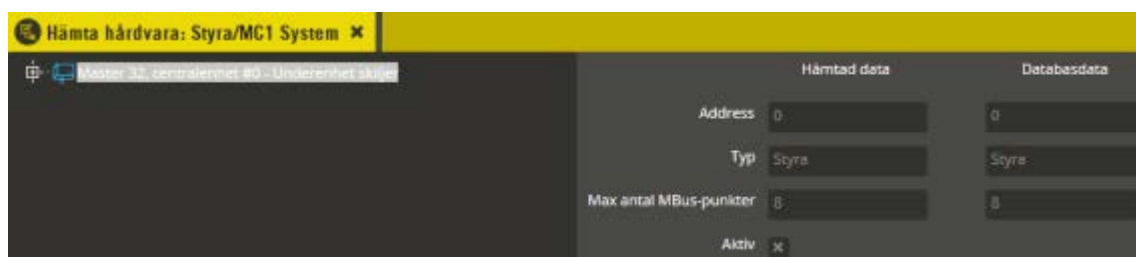 Hämta hårdvara: Styra/MC1 System ×
Master 32, centralenhet #0 - Underenhet skiljer
Hämtad data Databasdata
Address 0 0
Typ Styra Styra
Max antal MBus-punkter 8 8
Aktiv ×